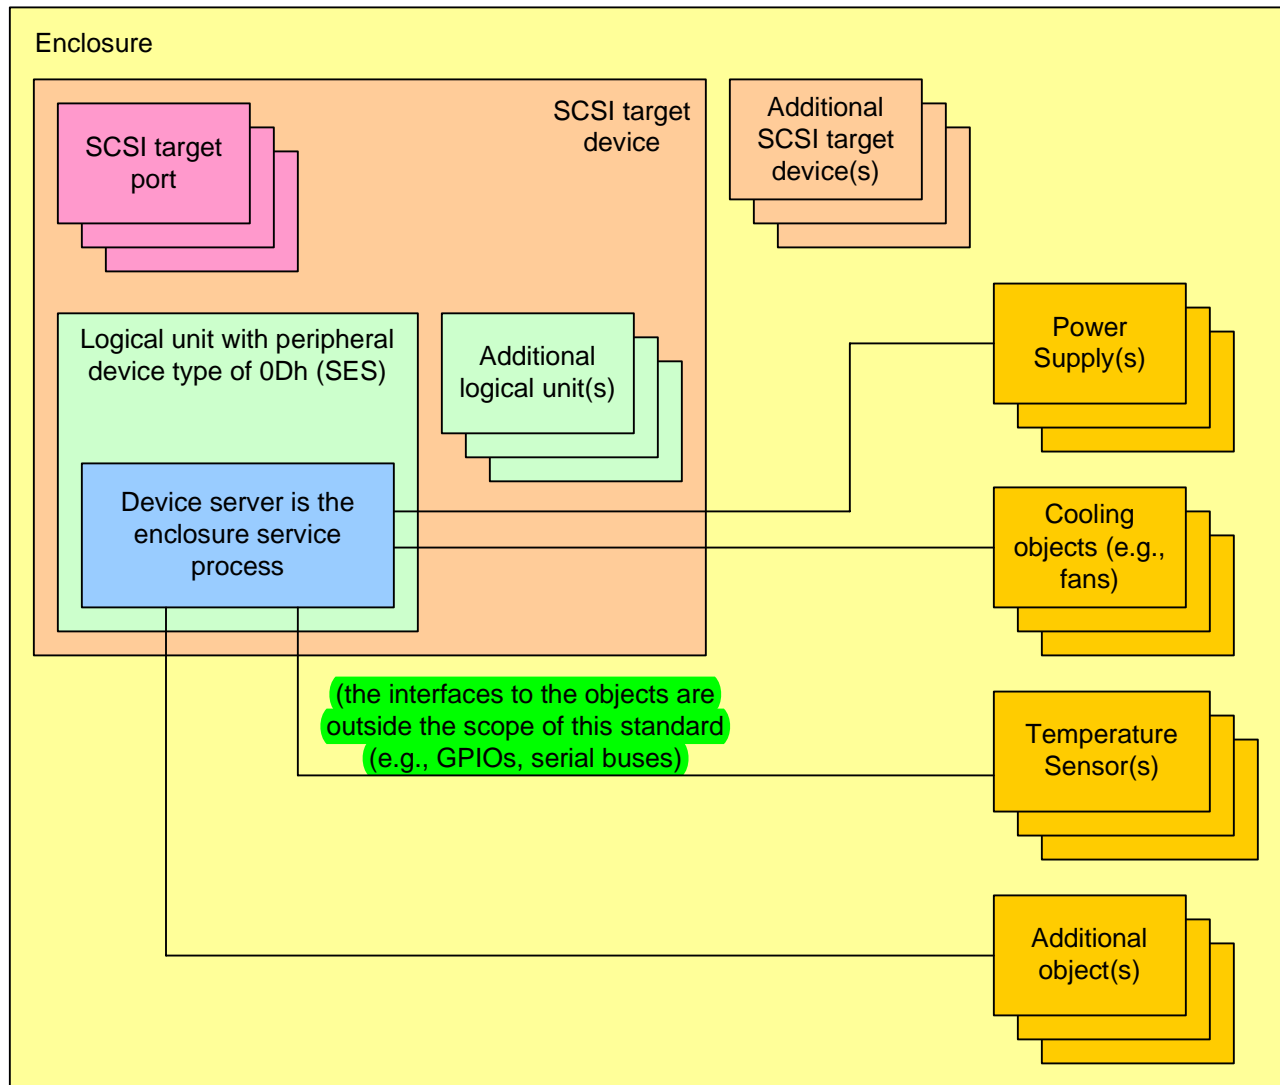 Enclosure
SCSI target
device
SCSI target
port
Additional
SCSI target
device(s)
Logical unit with peripheral
device type of 0Dh (SES)
Additional
logical unit(s)
Power
Supply(s)
Device server is the
enclosure service
process
Cooling
objects (e.g.,
fans)
(the interfaces to the objects are
outside the scope of this standard
(e.g., GPIOs, serial buses)
Temperature
Sensor(s)
Additional
object(s)